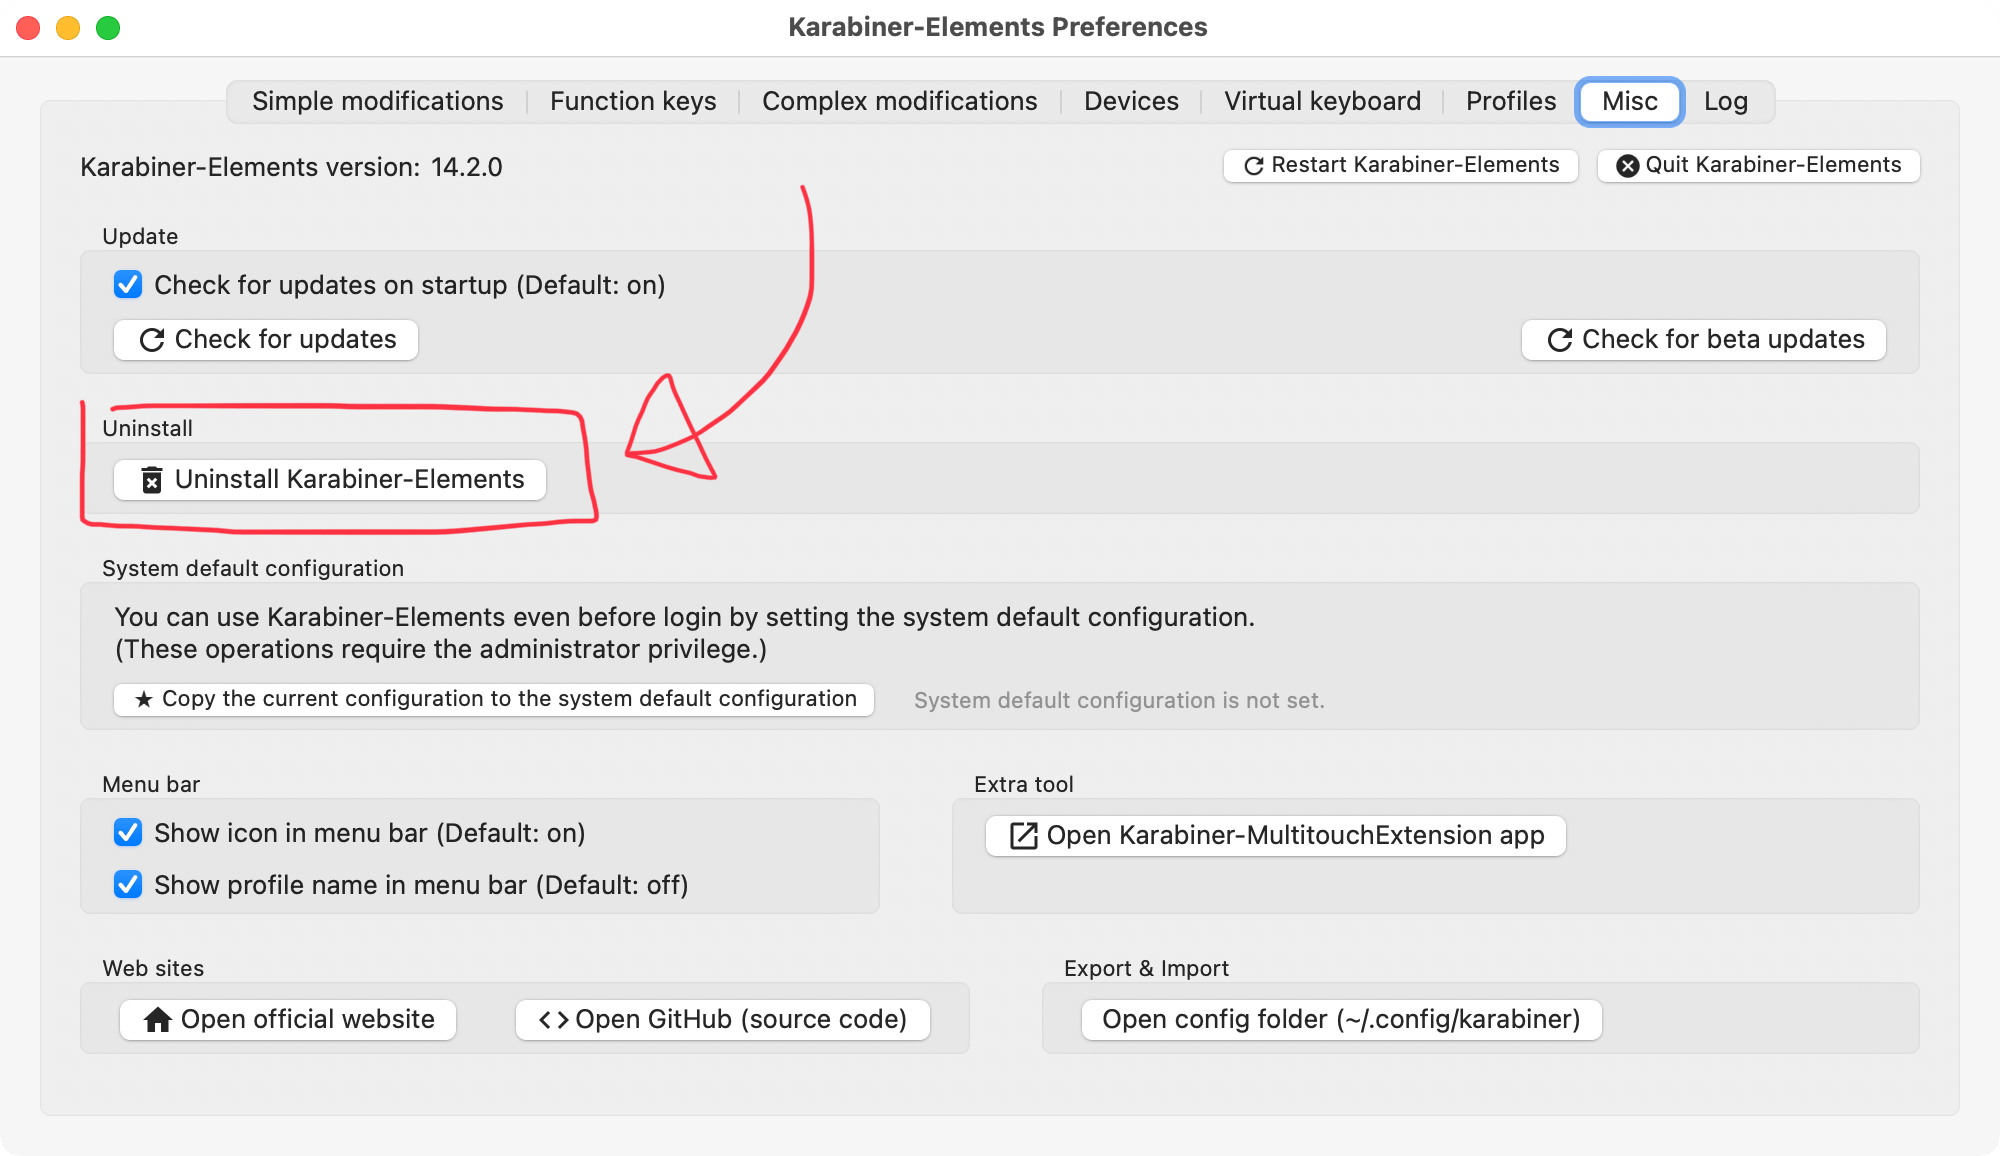 Karabiner-Elements Preferences
Simple modifications Function keys Complex modifications Devices Virtual keyboard Profiles Misc Log
Karabiner-Elements version: 14.2.0
Restart Karabiner-Elements
Quit Karabiner-Elements
Update
Check for updates on startup (Default: on)
Check for updates
Check for beta updates
Uninstall
Uninstall Karabiner-Elements
System default configuration
You can use Karabiner-Elements even before login by setting the system default configuration.
(These operations require the administrator privilege.)
★ Copy the current configuration to the system default configuration
System default configuration is not set.
Menu bar
Show icon in menu bar (Default: on)
Show profile name in menu bar (Default: off)
Extra tool
Open Karabiner-MultitouchExtension app
Web sites
Open official website
Open GitHub (source code)
Export & Import
Open config folder (~/.config/karabiner)